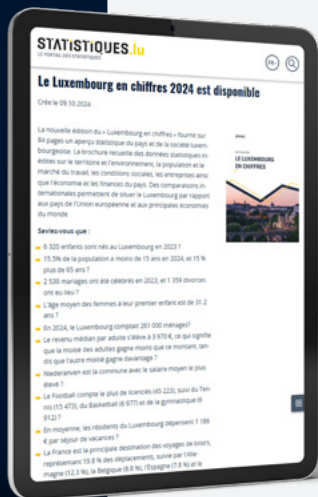 STATISTIQUES.lu
LE PORTAIL DES STATISTIQUES
FR
Le Luxembourg en chiffres 2024 est disponible
Crée le 09.10.2024
La nouvelle édition du « Luxembourg en chiffres » fournit sur
84 pages un aperçu statistique du pays et de la société luxem-
bourgeoise. La brochure recueille des données statistiques in-
édites sur le territoire et l'environnement, la population et le
marché du travail, les conditions sociales, les entreprises ainsi
que l'économie et les finances du pays. Des comparaisons in-
ternationales permettent de situer le Luxembourg par rapport
aux pays de l'Union européenne et aux principales économies
du monde
LE LUXEMBOURG
EN CHIFFRES
Saviez-vous que :
6 320 enfants sont nés au Luxembourg en 2023 ?
15.5% de la population a moins de 15 ans en 2024, et 15 %
plus de 65 ans ?
2 539 mariages ont été célébrés en 2023, et 1 359 divorces
ont eu lieu ?
L'âge moyen des femmes à leur premier enfant est de 31.2
ans ?
En 2024, le Luxembourg comptait 261 000 ménages?
Le revenu médian par adulte s'élève à 3 970 €, ce qui signifie
que la moitié des adultes gagne moins que ce montant, tan-
dis que l'autre moitié gagne davantage ?
Niederanven est la commune avec le salaire moyen le plus
élevé ?
Le Football compte le plus de licenciés (45 223), suivi du Ten-
nis (15 473), du Basketball (6 977) et de la gymnastique (6
912) ?
En moyenne, les résidents du Luxembourg dépensent 1 186
€ par séjour de vacances ?
La France est la principale destination des voyages de loisirs,
représentant 19.8 % des déplacements, suivie par l'Alle-
magne (12.3 %), la Belgique (8.8 %), l'Espagne (7.8 %) et le